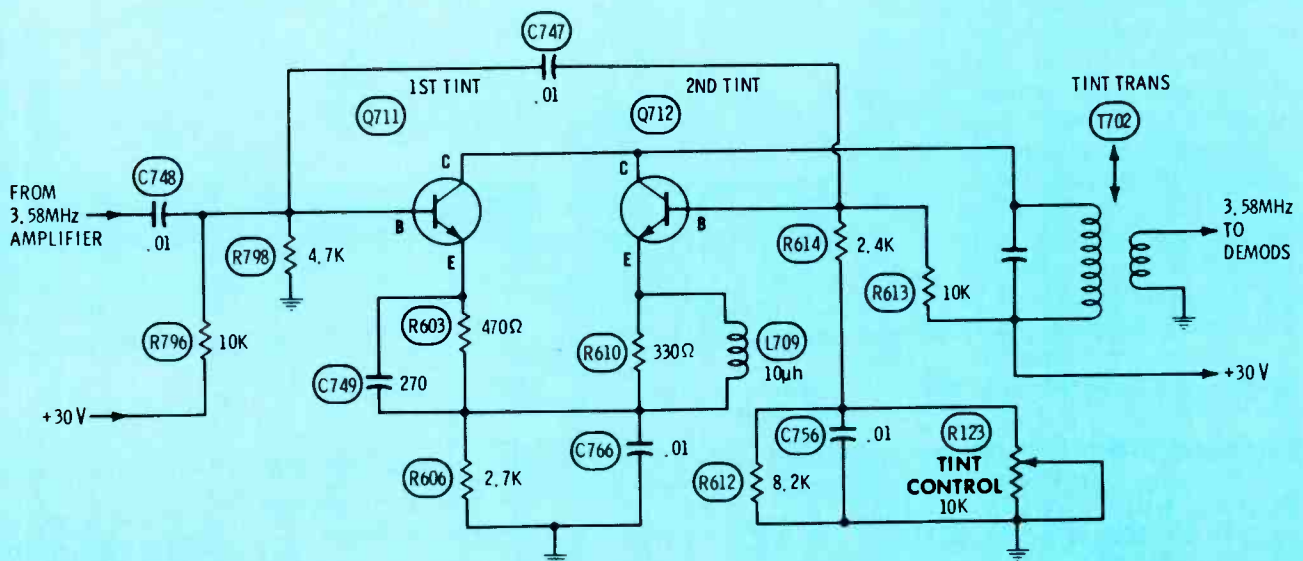 C747
.01
1ST TINT
2ND TINT
TINT TRANS
Q711
Q712
T702
C
C
FROM
3.58MHz
AMPLIFIER
C748
.01
B
B
3.58MHz
TO
DEMODS
R798
4.7K
E
E
R614
2.4K
R613
10K
R796
10K
R603
470Ω
R610
330Ω
L709
10µh
C749
270
+30V
+30V
C766
.01
C756
.01
R123
TINT
CONTROL
10K
R606
2.7K
R612
8.2K